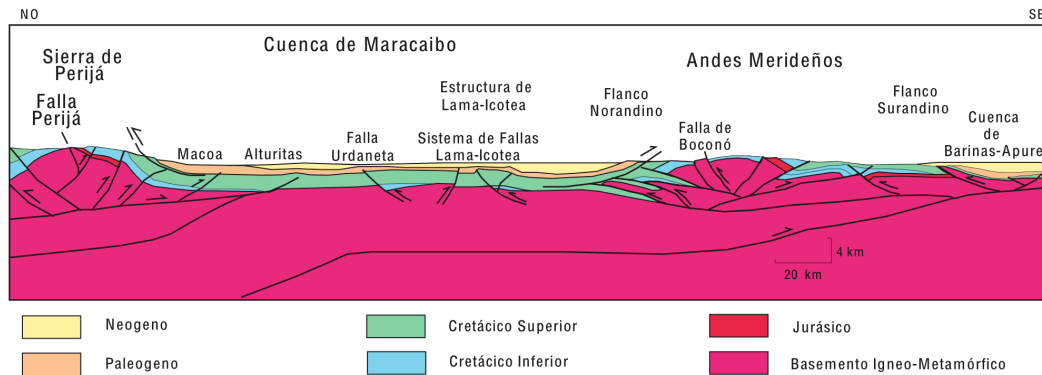 NO
SE
Cuenca de Maracaibo
Sierra de
Perijá
Andes Merideños
Estructura de
Lama-Icotea
Flanco
Norandino
Flanco
Surandino
Falla
Perijá
Falla de
Boconó
Cuenca
de
Barinas-Apure
Macoa
Alturitas
Falla
Urdaneta
Sistema de Fallas
Lama-Icotea
4 km
20 km
Neogeno
Cretácico Superior
Jurásico
Paleogeno
Cretácico Inferior
Basemento Igneo-Metamórfico